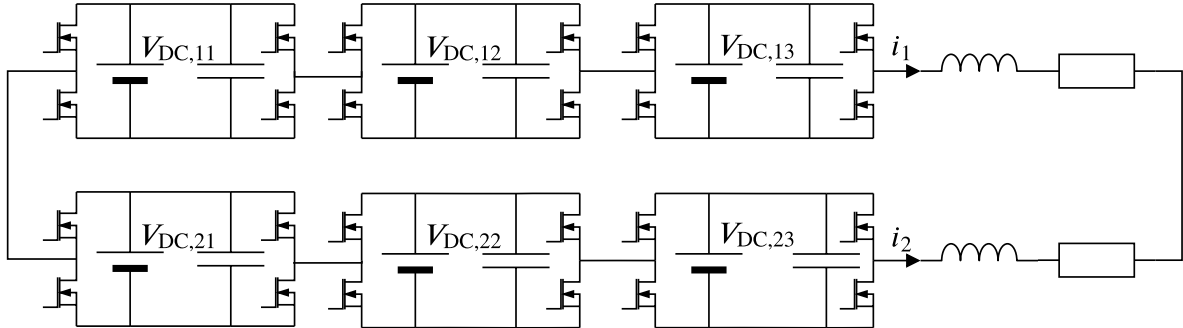 V_DC,11 V_DC,12 V_DC,13 i_1
V_DC,21 V_DC,22 V_DC,23 i_2